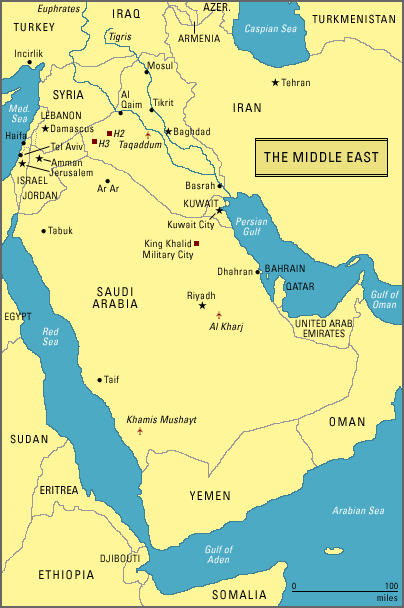 Euphrates
IRAQ
AZER.
TURKEY
Tigris
ARMENIA
Caspian Sea
TURKMENISTAN
Incirlik
Mosul
Tehran
SYRIA
Al
Qaim
Tikrit
IRAN
Med.
Sea
LEBANON
Damascus
H2
Baghdad
Haifa
H3
Taqaddum
Tel Aviv
THE MIDDLE EAST
Amman
Jerusalem
ISRAEL
Ar Ar
Basrah
JORDAN
KUWAIT
Tabuk
Kuwait City
Persian
Gulf
King Khalid
Military City
Dhahran
BAHRAIN
QATAR
SAUDI
ARABIA
Riyadh
Gulf of
Oman
EGYPT
Red
Sea
Al Kharj
UNITED ARAB
EMIRATES
Taif
Khamis Mushayt
OMAN
SUDAN
ERITREA
YEMEN
Arabian Sea
DJIBOUTI
Gulf of
Aden
ETHIOPIA
SOMALIA
0 100
miles